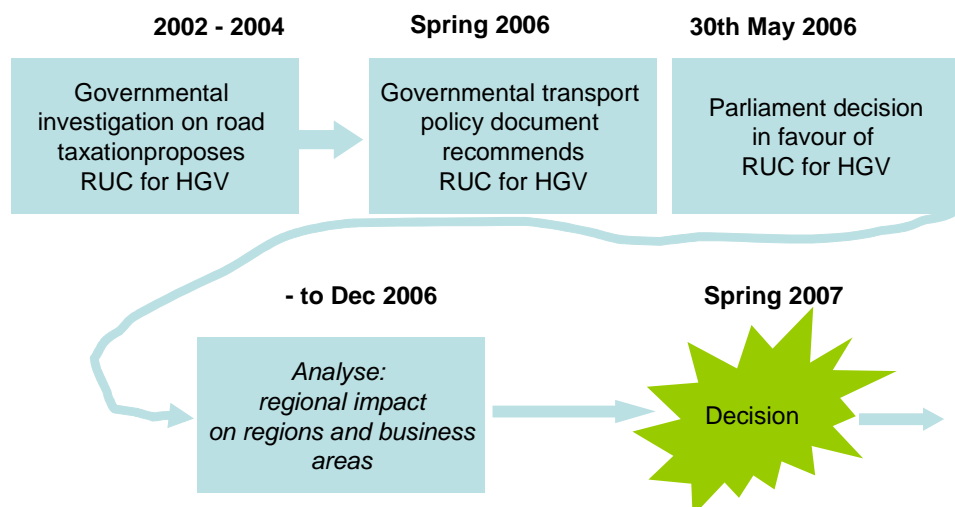 2002 - 2004
Governmental
investigation on road
taxationproposes
RUC for HGV
Spring 2006
Governmental transport
policy document
recommends
RUC for HGV
30th May 2006
Parliament decision
in favour of
RUC for HGV
- to Dec 2006
Analyse:
regional impact
on regions and business
areas
Spring 2007
Decision